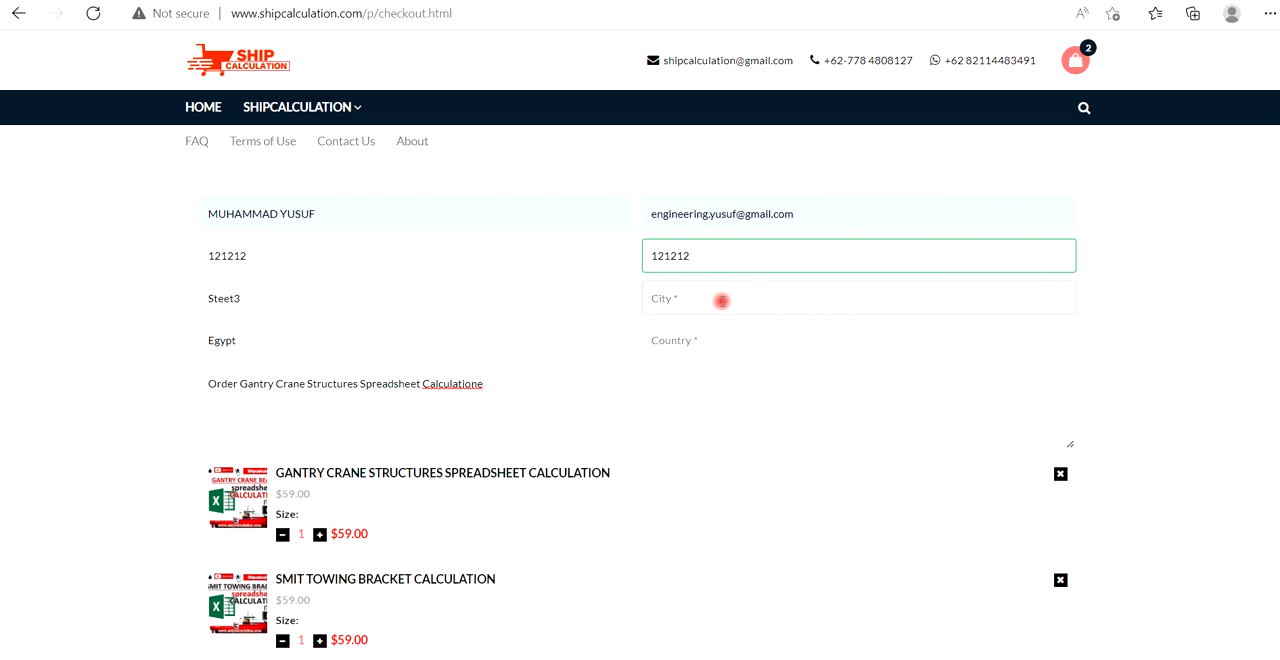 Not secure | www.shipcalculation.com/p/checkout.html
SHIP
CALCULATION
shipcalculation@gmail.com +62-778 4808127 +62 82114483491
2
HOME SHIPCALCULATION
FAQ Terms of Use Contact Us About
MUHAMMAD YUSUF engineering.yusuf@gmail.com
121212 121212
Steet3 City *
Egypt Country *
Order Gantry Crane Structures Spreadsheet Calculatione
GANTRY CRANE STRUCTURES SPREADSHEET CALCULATION
$59.00
Size:
1 $59.00
SMIT TOWING BRACKET CALCULATION
$59.00
Size:
1 $59.00